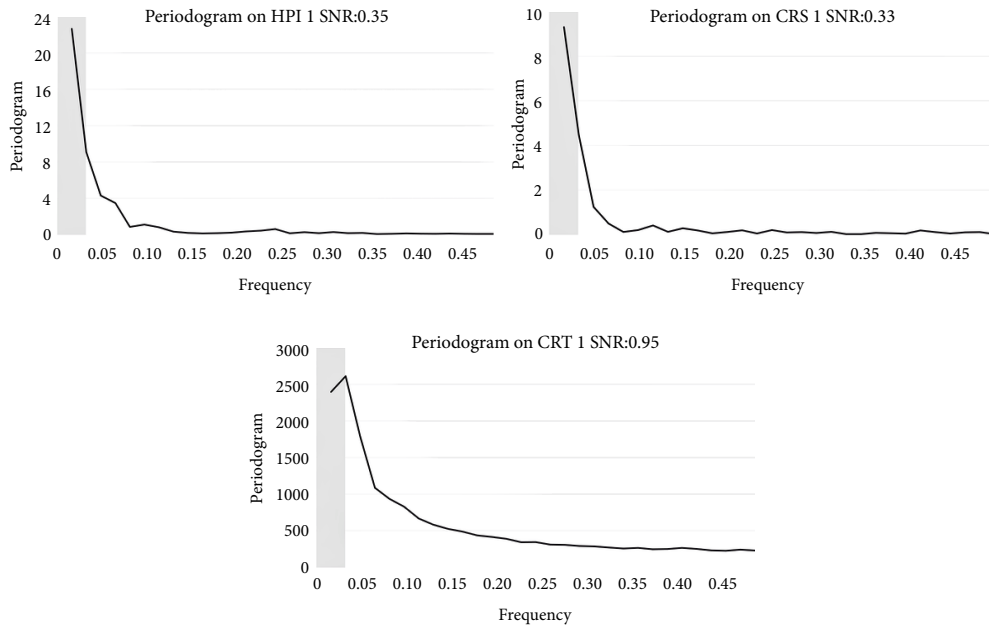 Periodogram on HPI 1 SNR:0.35
24
20
16
12
8
4
0
Periodogram
0 0.05 0.10 0.15 0.20 0.25 0.30 0.35 0.40 0.45
Frequency
Periodogram on CRS 1 SNR:0.33
10
8
6
4
2
0
Periodogram
0 0.05 0.10 0.15 0.20 0.25 0.30 0.35 0.40 0.45
Frequency
Periodogram on CRT 1 SNR:0.95
3000
2500
2000
1500
1000
500
0
Periodogram
0 0.05 0.10 0.15 0.20 0.25 0.30 0.35 0.40 0.45
Frequency